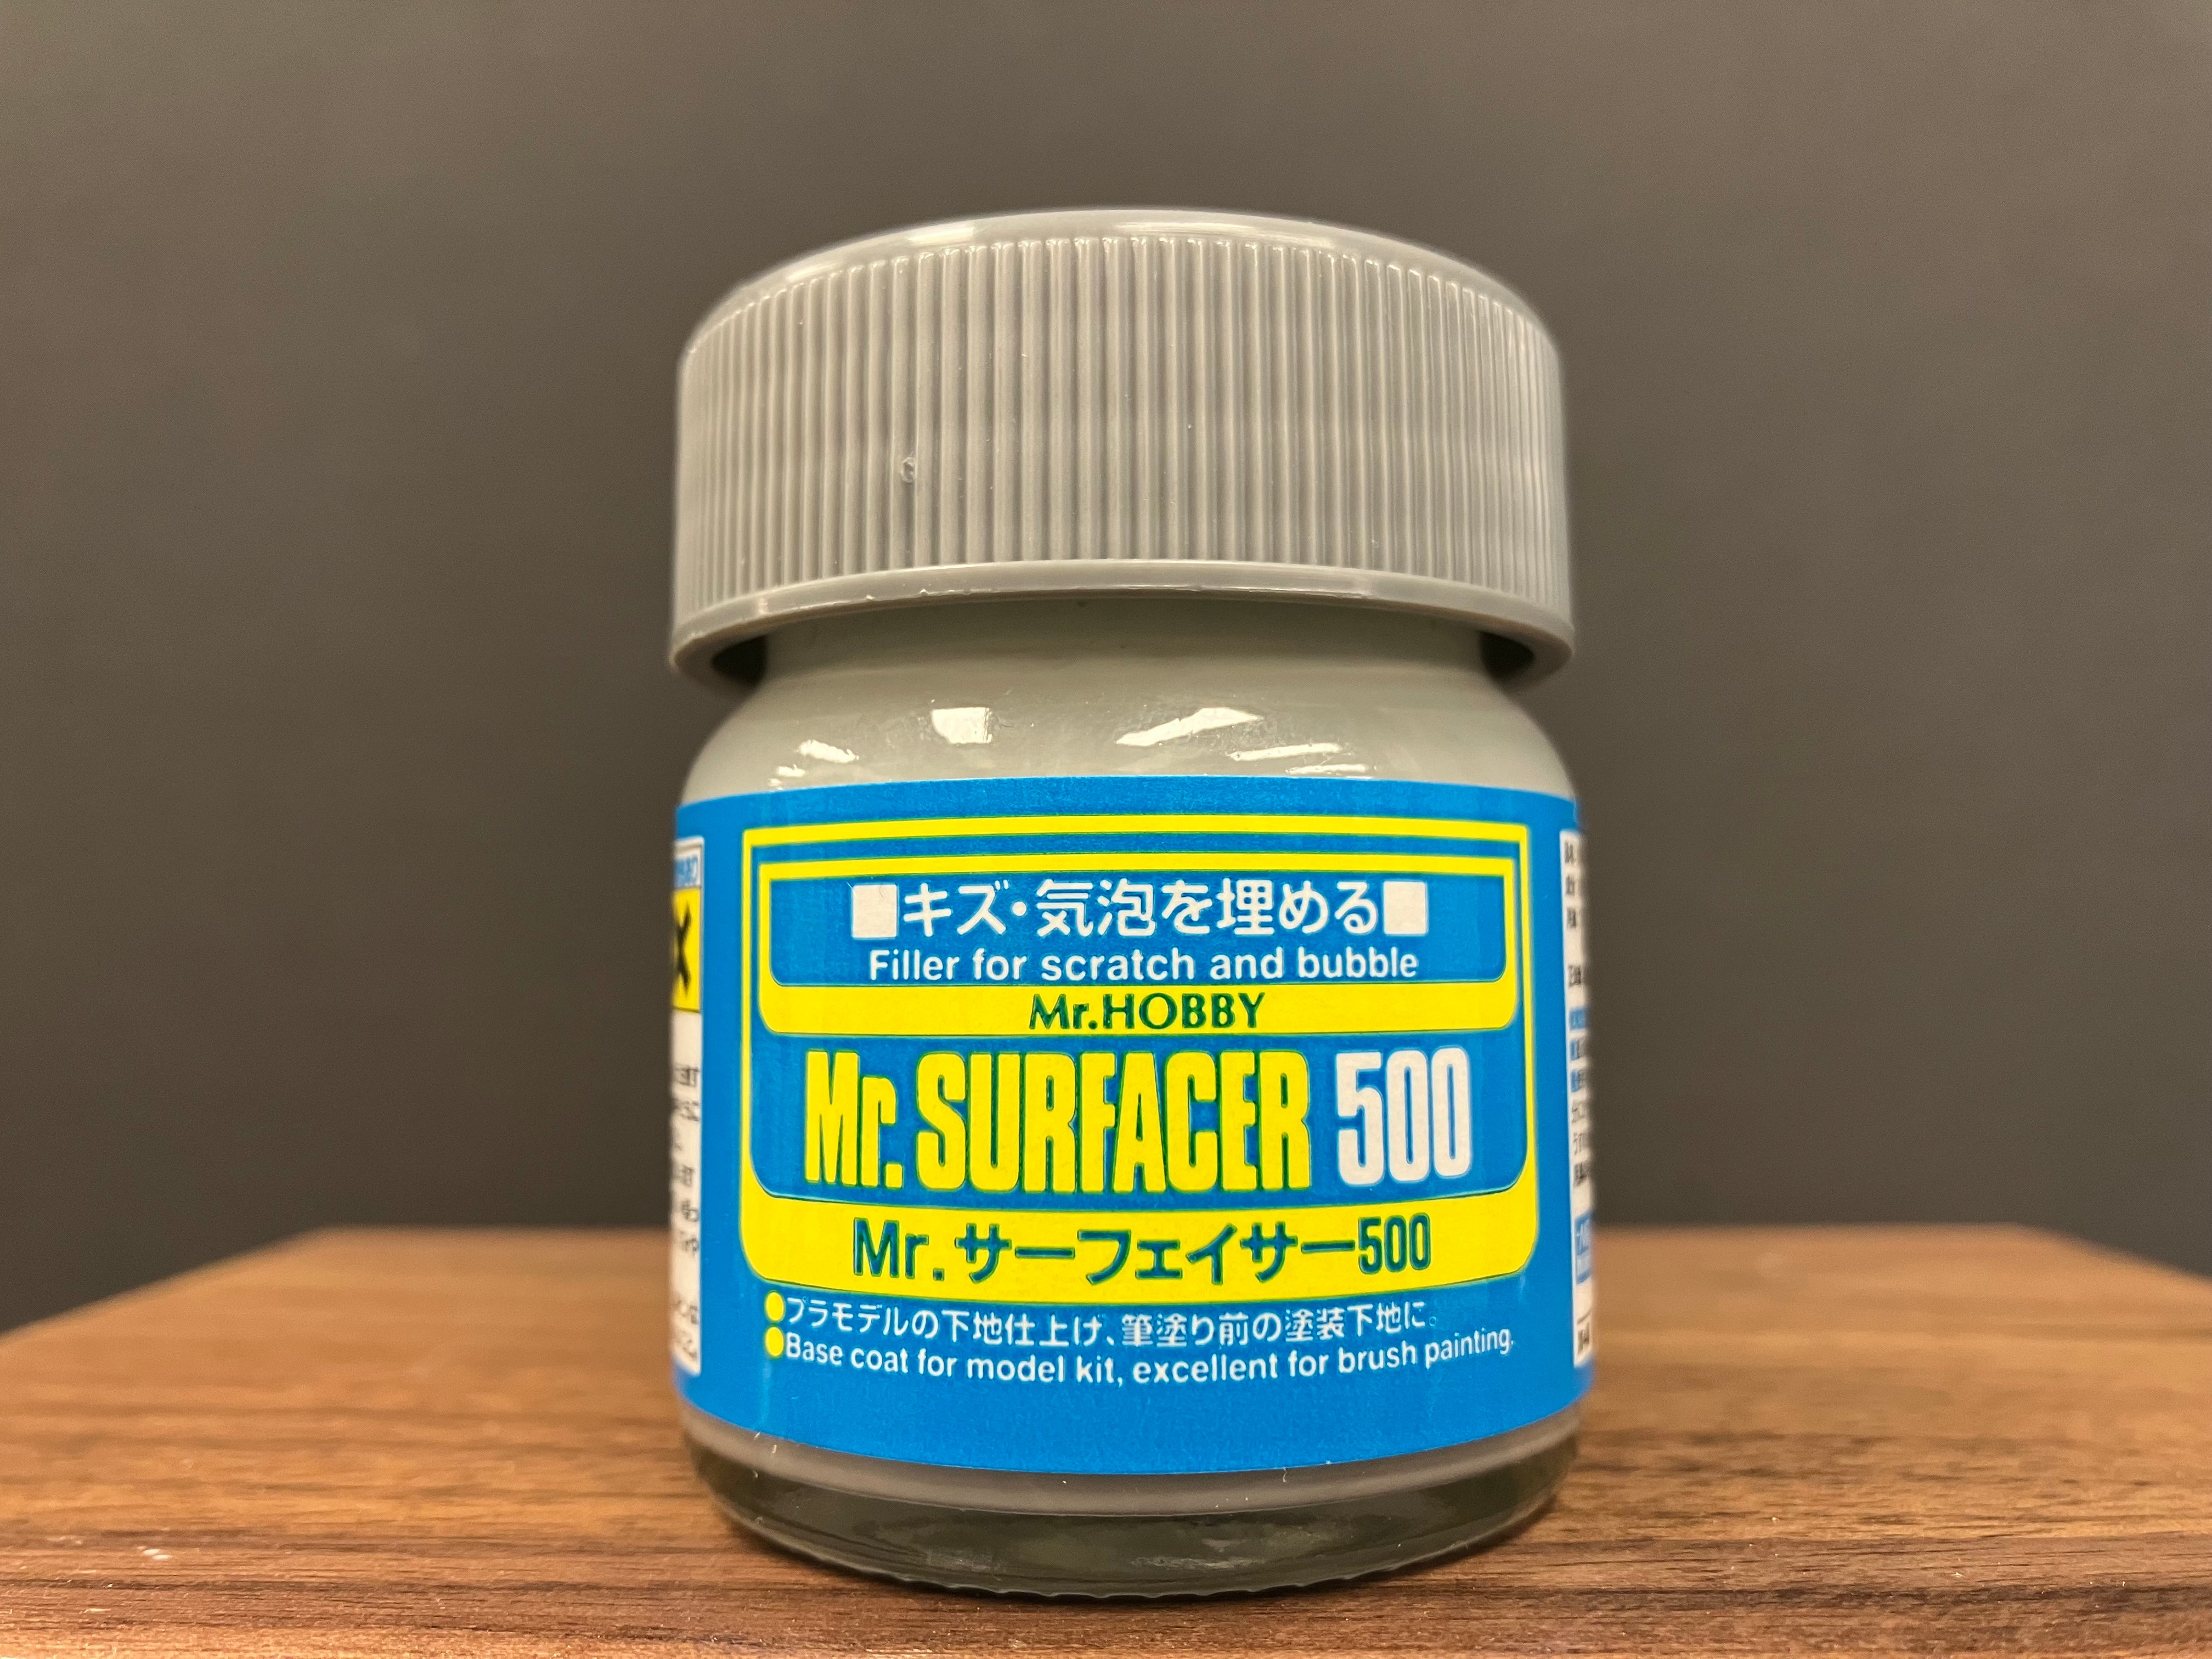 ■キズ・気泡を埋める■
Filler for scratch and bubble
Mr.HOBBY
Mr.SURFACER 500
Mr.サーフェイサー500
●プラモデルの下地仕上げ、筆塗り前の塗装下地に。
●Base coat for model kit, excellent for brush painting.